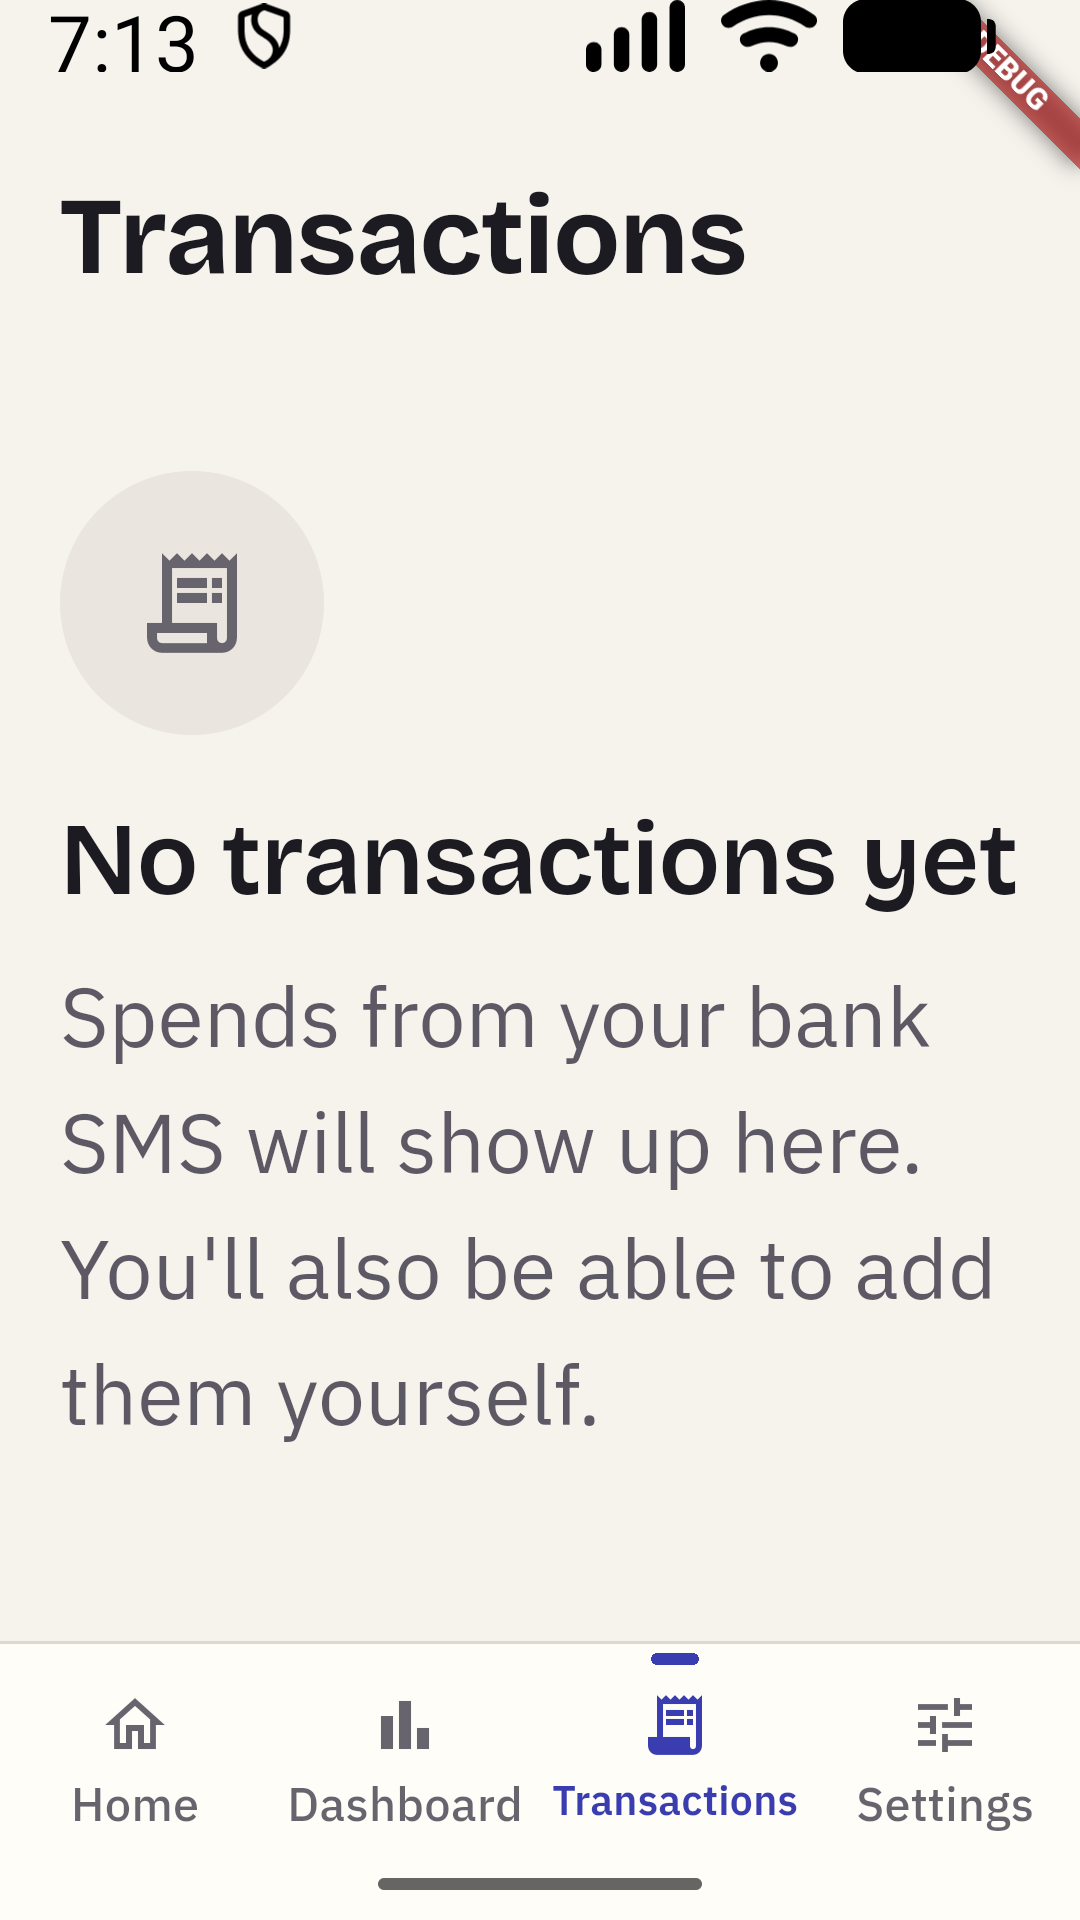 7:13
DEBUG
Transactions
No transactions yet
Spends from your bank
SMS will show up here.
You'll also be able to add
them yourself.
Home Dashboard Transactions Settings